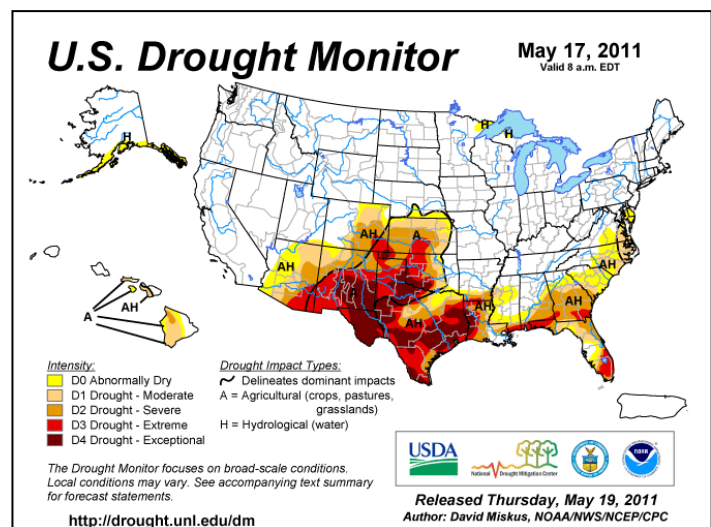 U.S. Drought Monitor
May 17, 2011
Valid 8 a.m. EDT
H
H
H
AH
A
AH
AH
AH
AH
AH
A
AH
Intensity:
D0 Abnormally Dry
D1 Drought - Moderate
D2 Drought - Severe
D3 Drought - Extreme
D4 Drought - Exceptional
Drought Impact Types:
Delineates dominant impacts
A = Agricultural (crops, pastures,
grasslands)
H = Hydrological (water)
The Drought Monitor focuses on broad-scale conditions.
Local conditions may vary. See accompanying text summary
for forecast statements.
http://drought.unl.edu/dm
USDA
National Drought Mitigation Center
Released Thursday, May 19, 2011
Author: David Miskus, NOAA/NWS/NCEP/CPC